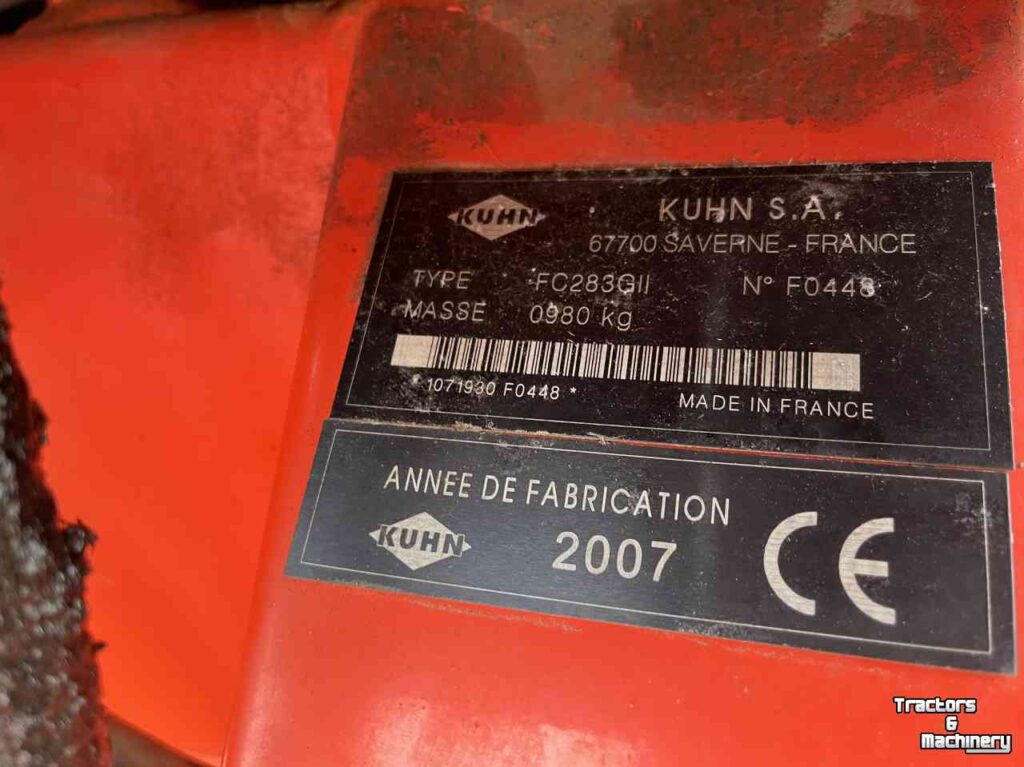 KUHN
KUHN S.A.
67700 SAVERNE - FRANCE
TYPE FC283GII N° F0448
MASSE 0980 kg
* 1071930 F0448 *
MADE IN FRANCE
ANNEE DE FABRICATION
KUHN 2007 CE
Tractors
&
Machinery